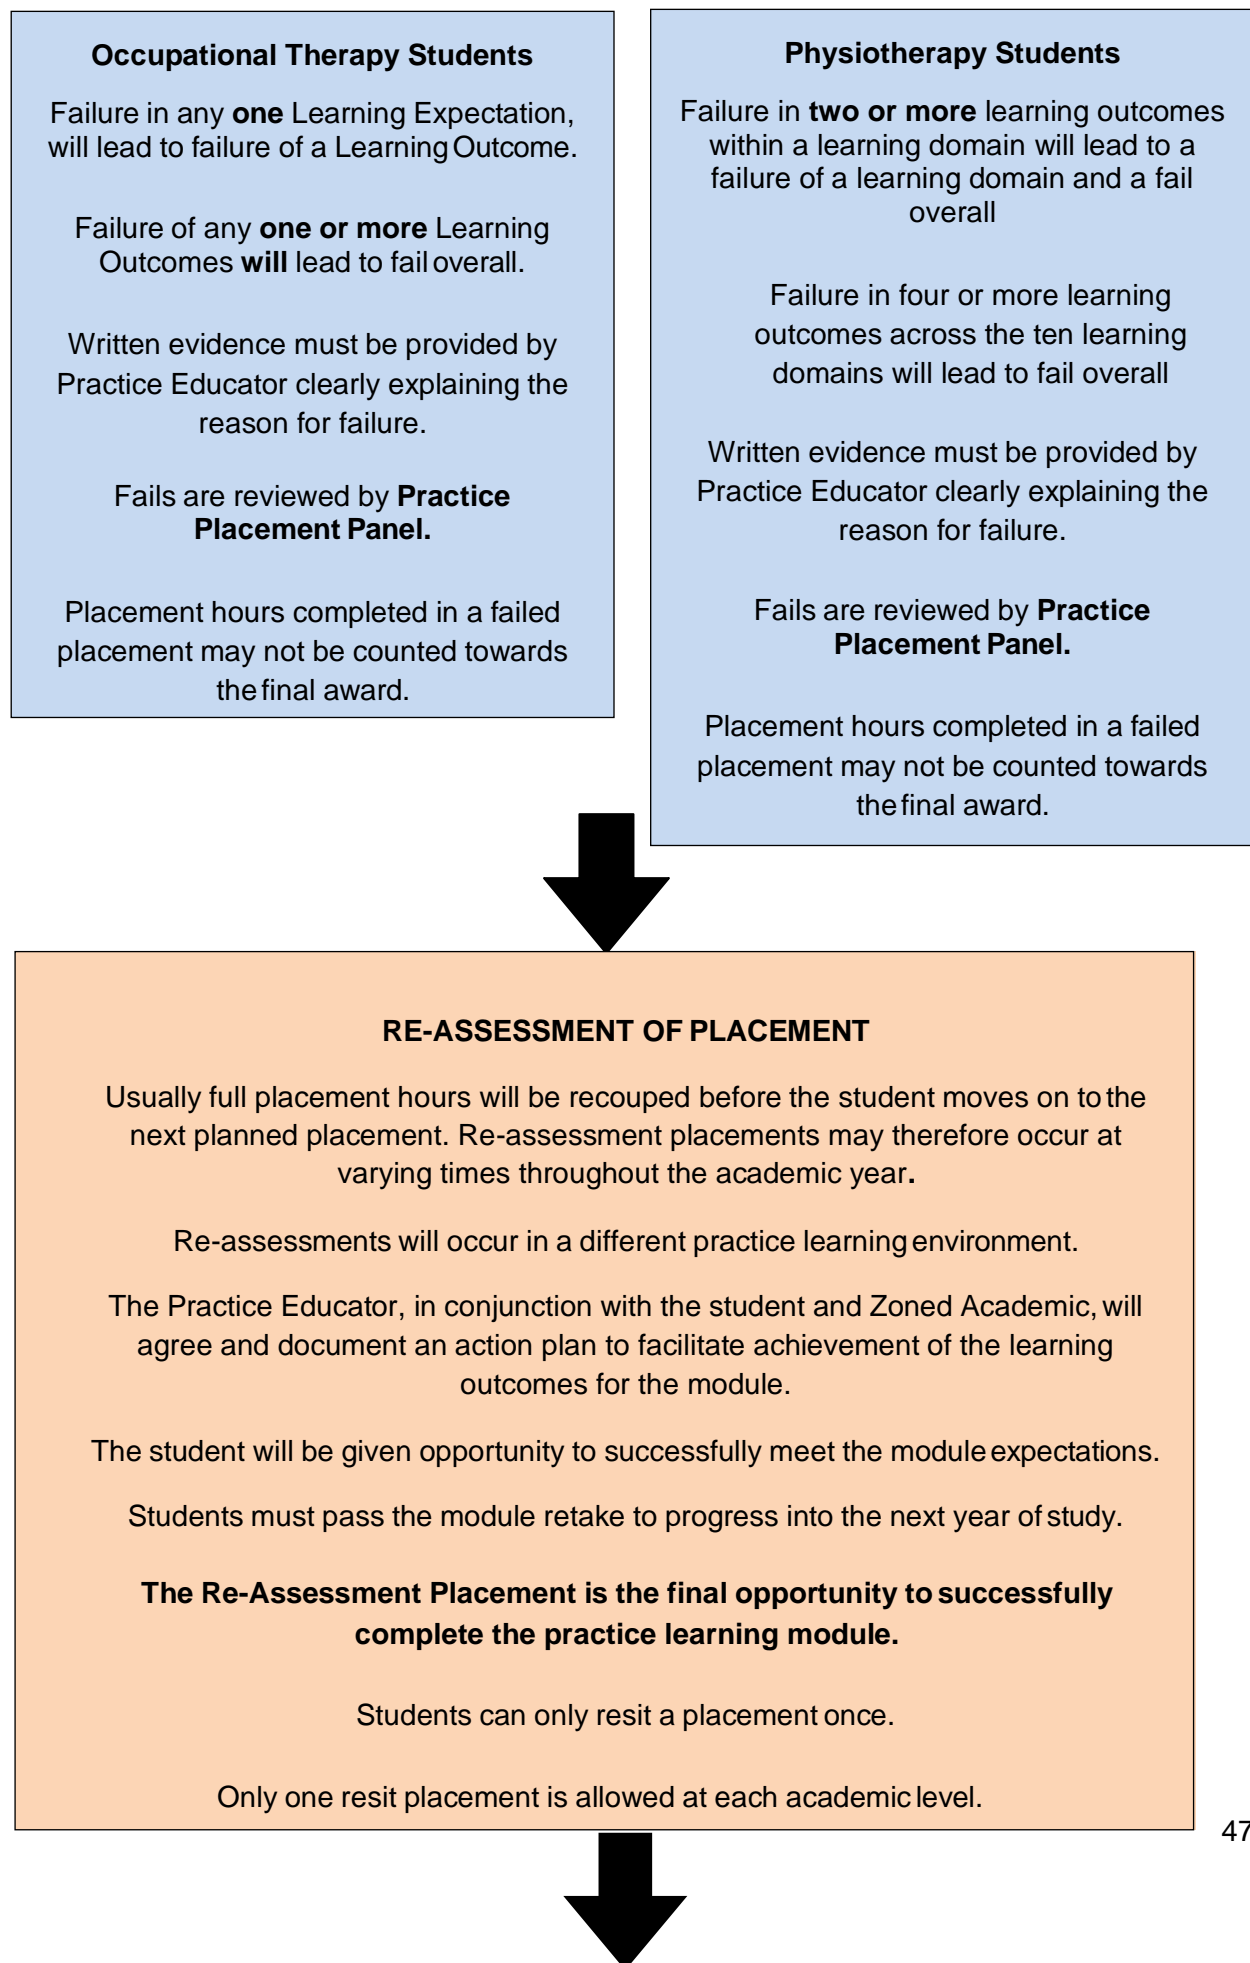 Occupational Therapy Students
Failure in any one Learning Expectation,
will lead to failure of a Learning Outcome.
Failure of any one or more Learning
Outcomes will lead to fail overall.
Written evidence must be provided by
Practice Educator clearly explaining the
reason for failure.
Fails are reviewed by Practice
Placement Panel.
Placement hours completed in a failed
placement may not be counted towards
the final award.
Physiotherapy Students
Failure in two or more learning outcomes
within a learning domain will lead to a
failure of a learning domain and a fail
overall
Failure in four or more learning
outcomes across the ten learning
domains will lead to fail overall
Written evidence must be provided by
Practice Educator clearly explaining the
reason for failure.
Fails are reviewed by Practice
Placement Panel.
Placement hours completed in a failed
placement may not be counted towards
the final award.
RE-ASSESSMENT OF PLACEMENT
Usually full placement hours will be recouped before the student moves on to the
next planned placement. Re-assessment placements may therefore occur at
varying times throughout the academic year.
Re-assessments will occur in a different practice learning environment.
The Practice Educator, in conjunction with the student and Zoned Academic, will
agree and document an action plan to facilitate achievement of the learning
outcomes for the module.
The student will be given opportunity to successfully meet the module expectations.
Students must pass the module retake to progress into the next year of study.
The Re-Assessment Placement is the final opportunity to successfully
complete the practice learning module.
Students can only resit a placement once.
Only one resit placement is allowed at each academic level.
47